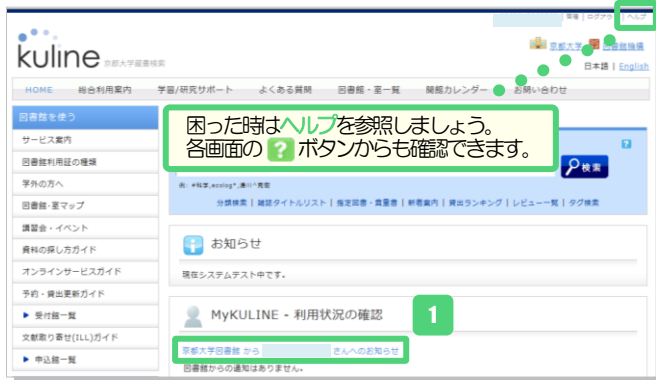 登壇 | ログアウト | ヘルプ
kuline 京都大学蔵書検索
京都大学 図書館機構
日本語 | English
HOME 総合利用案内 学習/研究サポート よくある質問 図書館・室一覧 開館カレンダー お問い合わせ
図書館を使う
サービス案内
図書館利用証の種類
学外の方へ
図書館・室マップ
講習会・イベント
資料の探し方ガイド
オンラインサービスガイド
予約・貸出更新ガイド
▶ 受付館一覧
文献取り寄せ(ILL)ガイド
▶ 申込館一覧
困った時はヘルプを参照しましょう。
各画面の ? ボタンからも確認できます。
?
検索
例: #科学,ecolog*,湯川^秀樹
分類検索 | 雑誌タイトルリスト | 指定図書・貴重書 | 新着案内 | 貸出ランキング | レビュー一覧 | タグ検索
お知らせ
現在システムテスト中です。
MyKULINE - 利用状況の確認
1
京都大学図書館 から さんへのお知らせ
図書館からの通知はありません。